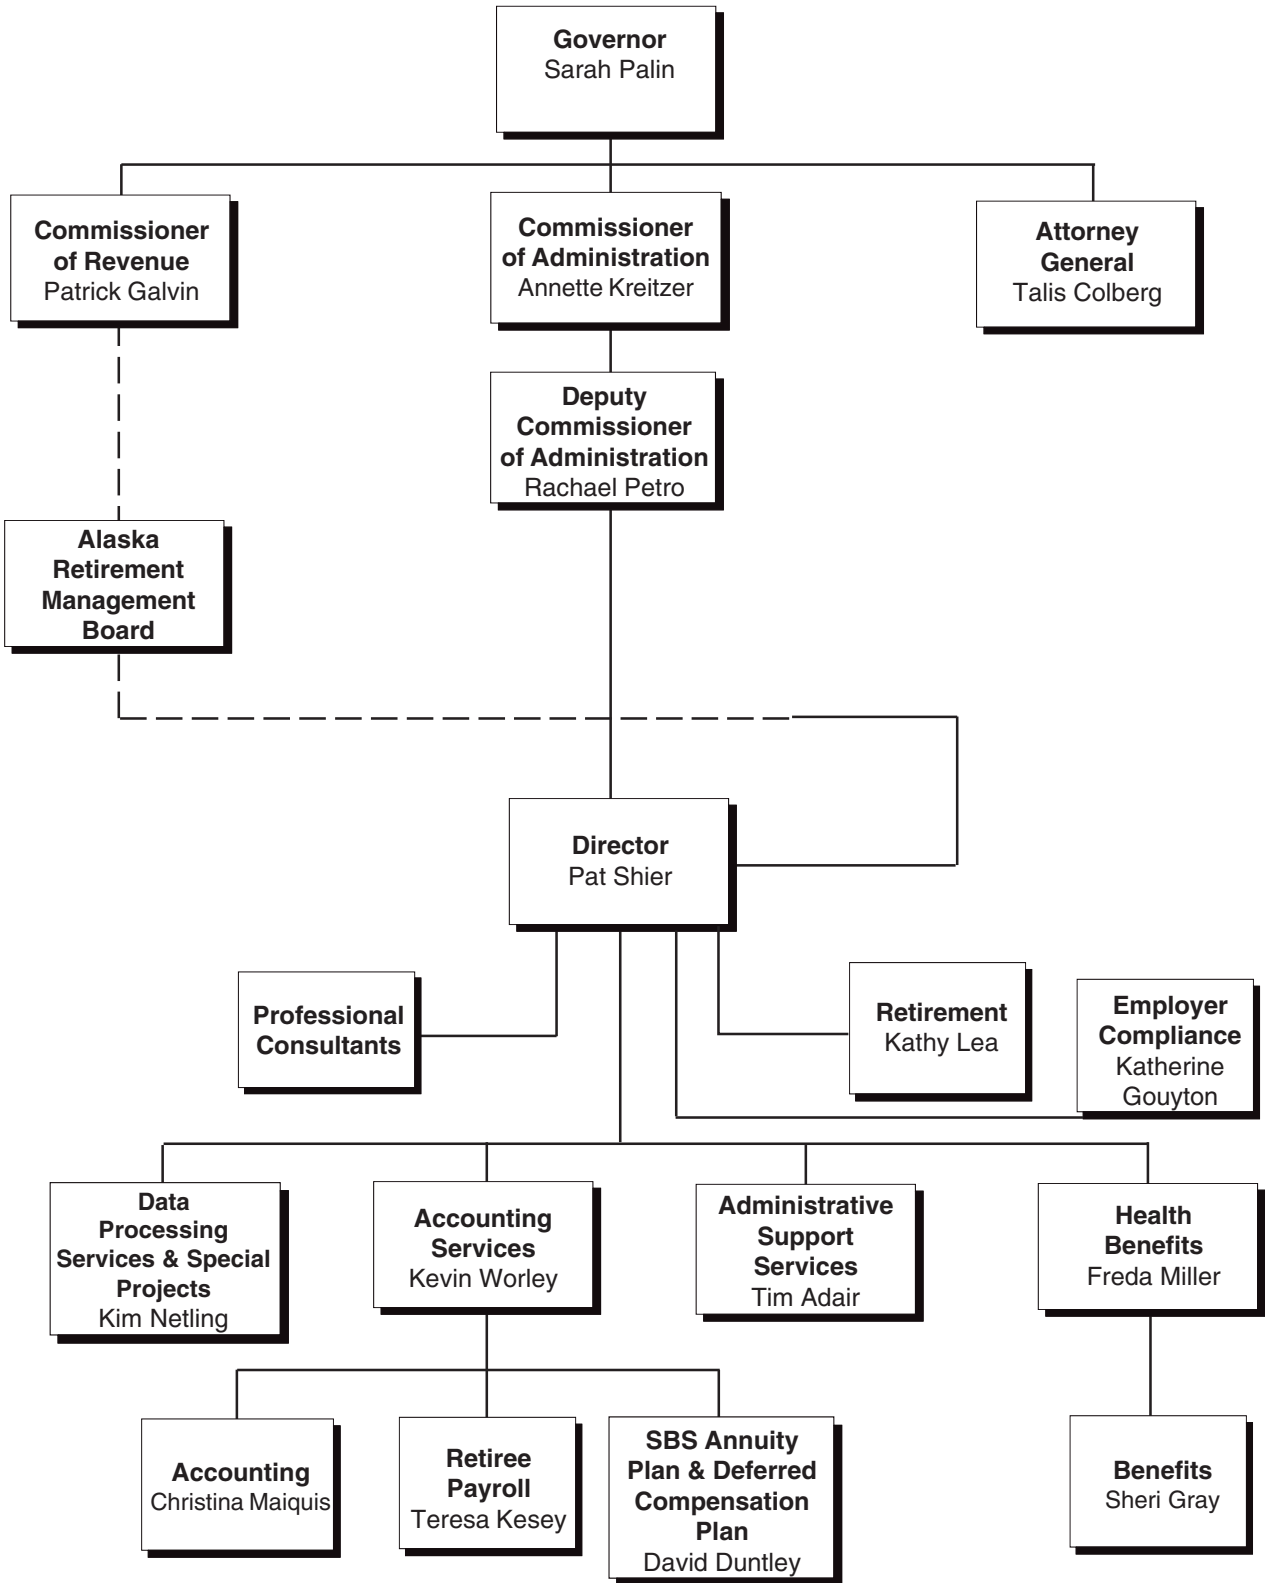 Governor
Sarah Palin
Commissioner
of Revenue
Patrick Galvin
Commissioner
of Administration
Annette Kreitzer
Attorney
General
Talis Colberg
Deputy
Commissioner
of Administration
Rachael Petro
Alaska
Retirement
Management
Board
Director
Pat Shier
Professional
Consultants
Retirement
Kathy Lea
Employer
Compliance
Katherine
Gouyton
Data
Processing
Services & Special
Projects
Kim Netling
Accounting
Services
Kevin Worley
Administrative
Support
Services
Tim Adair
Health
Benefits
Freda Miller
Accounting
Christina Maiquis
Retiree
Payroll
Teresa Kesey
SBS Annuity
Plan & Deferred
Compensation
Plan
David Duntley
Benefits
Sheri Gray